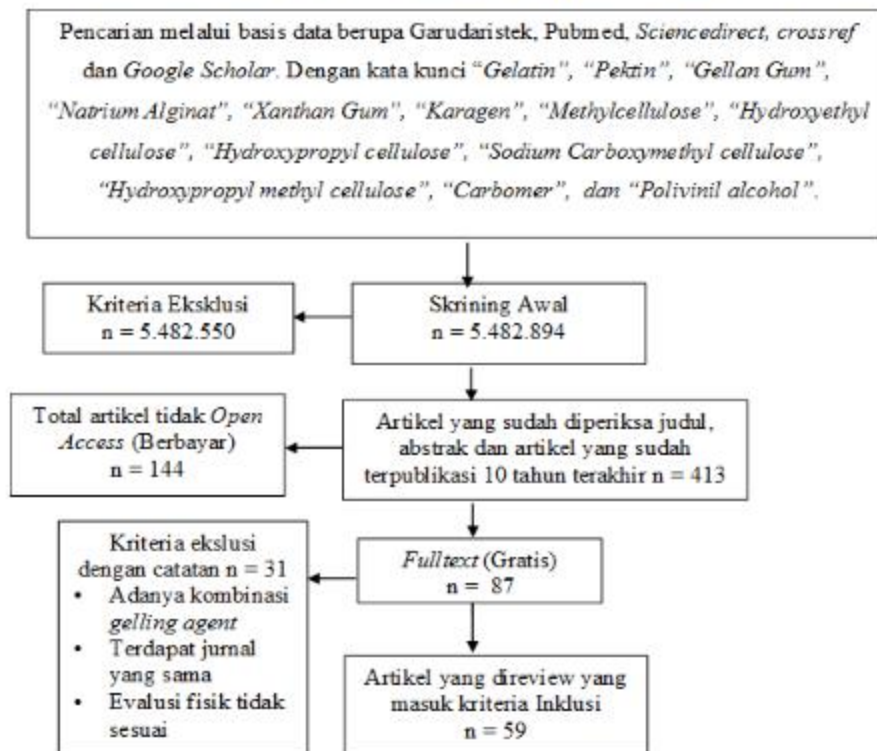 Pencarian melalui basis data berupa Garudaristek, Pubmed, Sciencedirect, crossref
dan Google Scholar. Dengan kata kunci “Gelatin”, “Pektin”, “Gellan Gum”,
“Natrium Alginat”, “Xanthan Gum”, “Karagen”, “Methylcellulose”, “Hydroxyethyl
cellulose”, “Hydroxypropyl cellulose”, “Sodium Carboxymethyl cellulose”,
“Hydroxypropyl methyl cellulose”, “Carbomer”, dan “Polivinil alcohol”.
Kriteria Eksklusi
n = 5.482.550
Skrining Awal
n = 5.482.894
Total artikel tidak Open
Access (Berbayar)
n = 144
Artikel yang sudah diperiksa judul,
abstrak dan artikel yang sudah
terpublikasi 10 tahun terakhir n = 413
Kriteria ekslusi
dengan catatan n = 31
• Adanya kombinasi
gelling agent
• Terdapat jurnal
yang sama
• Evalusi fisik tidak
sesuai
Fulltext (Gratis)
n = 87
Artikel yang direview yang
masuk kriteria Inklusi
n = 59